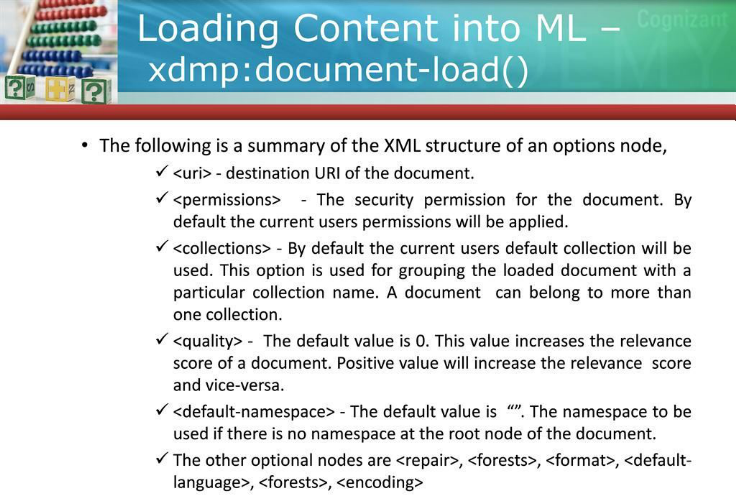 Cognizant
Loading Content into ML –
xdmp:document-load()
• The following is a summary of the XML structure of an options node,
✓ <uri> - destination URI of the document.
✓ <permissions> - The security permission for the document. By
default the current users permissions will be applied.
✓ <collections> - By default the current users default collection will be
used. This option is used for grouping the loaded document with a
particular collection name. A document can belong to more than
one collection.
✓ <quality> - The default value is 0. This value increases the relevance
score of a document. Positive value will increase the relevance score
and vice-versa.
✓ <default-namespace> - The default value is “”. The namespace to be
used if there is no namespace at the root node of the document.
✓ The other optional nodes are <repair>, <forests>, <format>, <default-
language>, <forests>, <encoding>